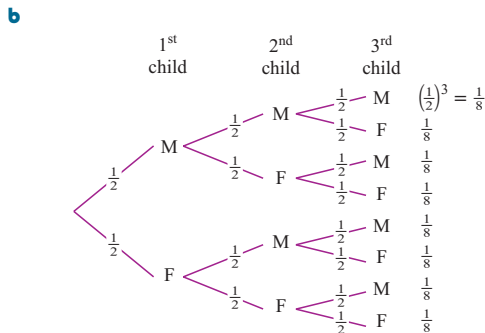 b
1st 2nd 3rd
child child child
1/2 M (1/2)^3 = 1/8
1/2 M
1/2 F 1/8
M
1/2 1/2 M 1/8
1/2 F
1/2 F 1/8
1/2 M 1/8
1/2 1/2 M
1/2 F 1/8
F
1/2 M 1/8
1/2 F
1/2 F 1/8